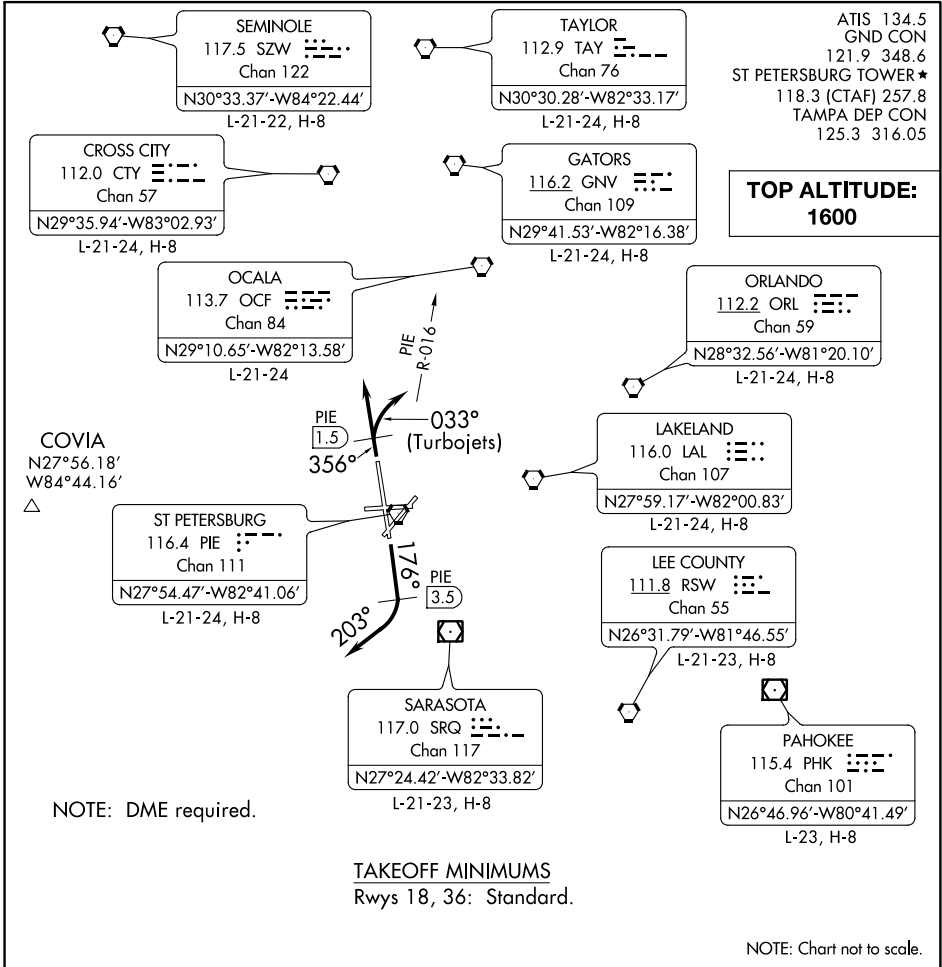 SEMINOLE
117.5 SZW
Chan 122
N30°33.37'-W84°22.44'
L-21-22, H-8
TAYLOR
112.9 TAY
Chan 76
N30°30.28'-W82°33.17'
L-21-24, H-8
ATIS 134.5
GND CON
121.9 348.6
ST PETERSBURG TOWER★
118.3 (CTAF) 257.8
TAMPA DEP CON
125.3 316.05
CROSS CITY
112.0 CTY
Chan 57
N29°35.94'-W83°02.93'
L-21-24, H-8
GATORS
116.2 GNV
Chan 109
N29°41.53'-W82°16.38'
L-21-24, H-8
TOP ALTITUDE:
1600
OCALA
113.7 OCF
Chan 84
N29°10.65'-W82°13.58'
L-21-24
ORLANDO
112.2 ORL
Chan 59
N28°32.56'-W81°20.10'
L-21-24, H-8
PIE
R-016
PIE
1.5
356°
033°
(Turbojets)
COVIA
N27°56.18'
W84°44.16'
LAKELAND
116.0 LAL
Chan 107
N27°59.17'-W82°00.83'
L-21-24, H-8
ST PETERSBURG
116.4 PIE
Chan 111
N27°54.47'-W82°41.06'
L-21-24, H-8
176°
PIE
3.5
203°
LEE COUNTY
111.8 RSW
Chan 55
N26°31.79'-W81°46.55'
L-21-23, H-8
SARASOTA
117.0 SRQ
Chan 117
N27°24.42'-W82°33.82'
L-21-23, H-8
PAHOKEE
115.4 PHK
Chan 101
N26°46.96'-W80°41.49'
L-23, H-8
NOTE: DME required.
TAKEOFF MINIMUMS
Rwys 18, 36: Standard.
NOTE: Chart not to scale.